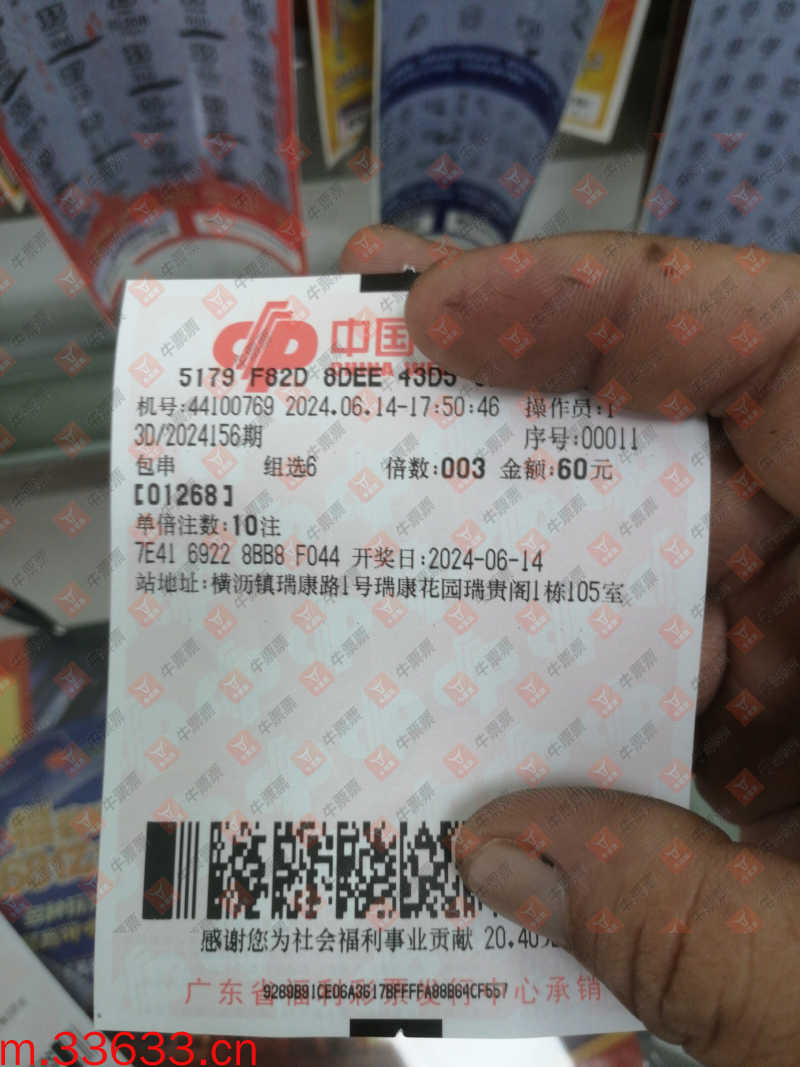 中国
CHINA
5179 F82D 8DEE 43D5
机号:44100769 2024.06.14-17:50:46 操作员:1
3D/2024156期 序号:00011
包串 组选6 倍数:003 金额:60元
【01268】
单倍注数:10注
7E41 6922 8BB8 F044 开奖日:2024-06-14
站地址:横沥镇瑞康路1号瑞康花园瑞贵阁1栋105室
感谢您为社会福利事业贡献 20.40元
广东省福利彩票发行中心承销
9289B91CE06A3617BFFFFA88B64CF557
m.33633.cn
牛票票